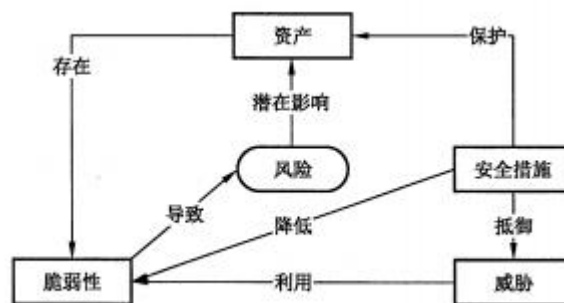 资产
存在
保护
潜在影响
风险
安全措施
导致
降低
抵御
脆弱性
利用
威胁